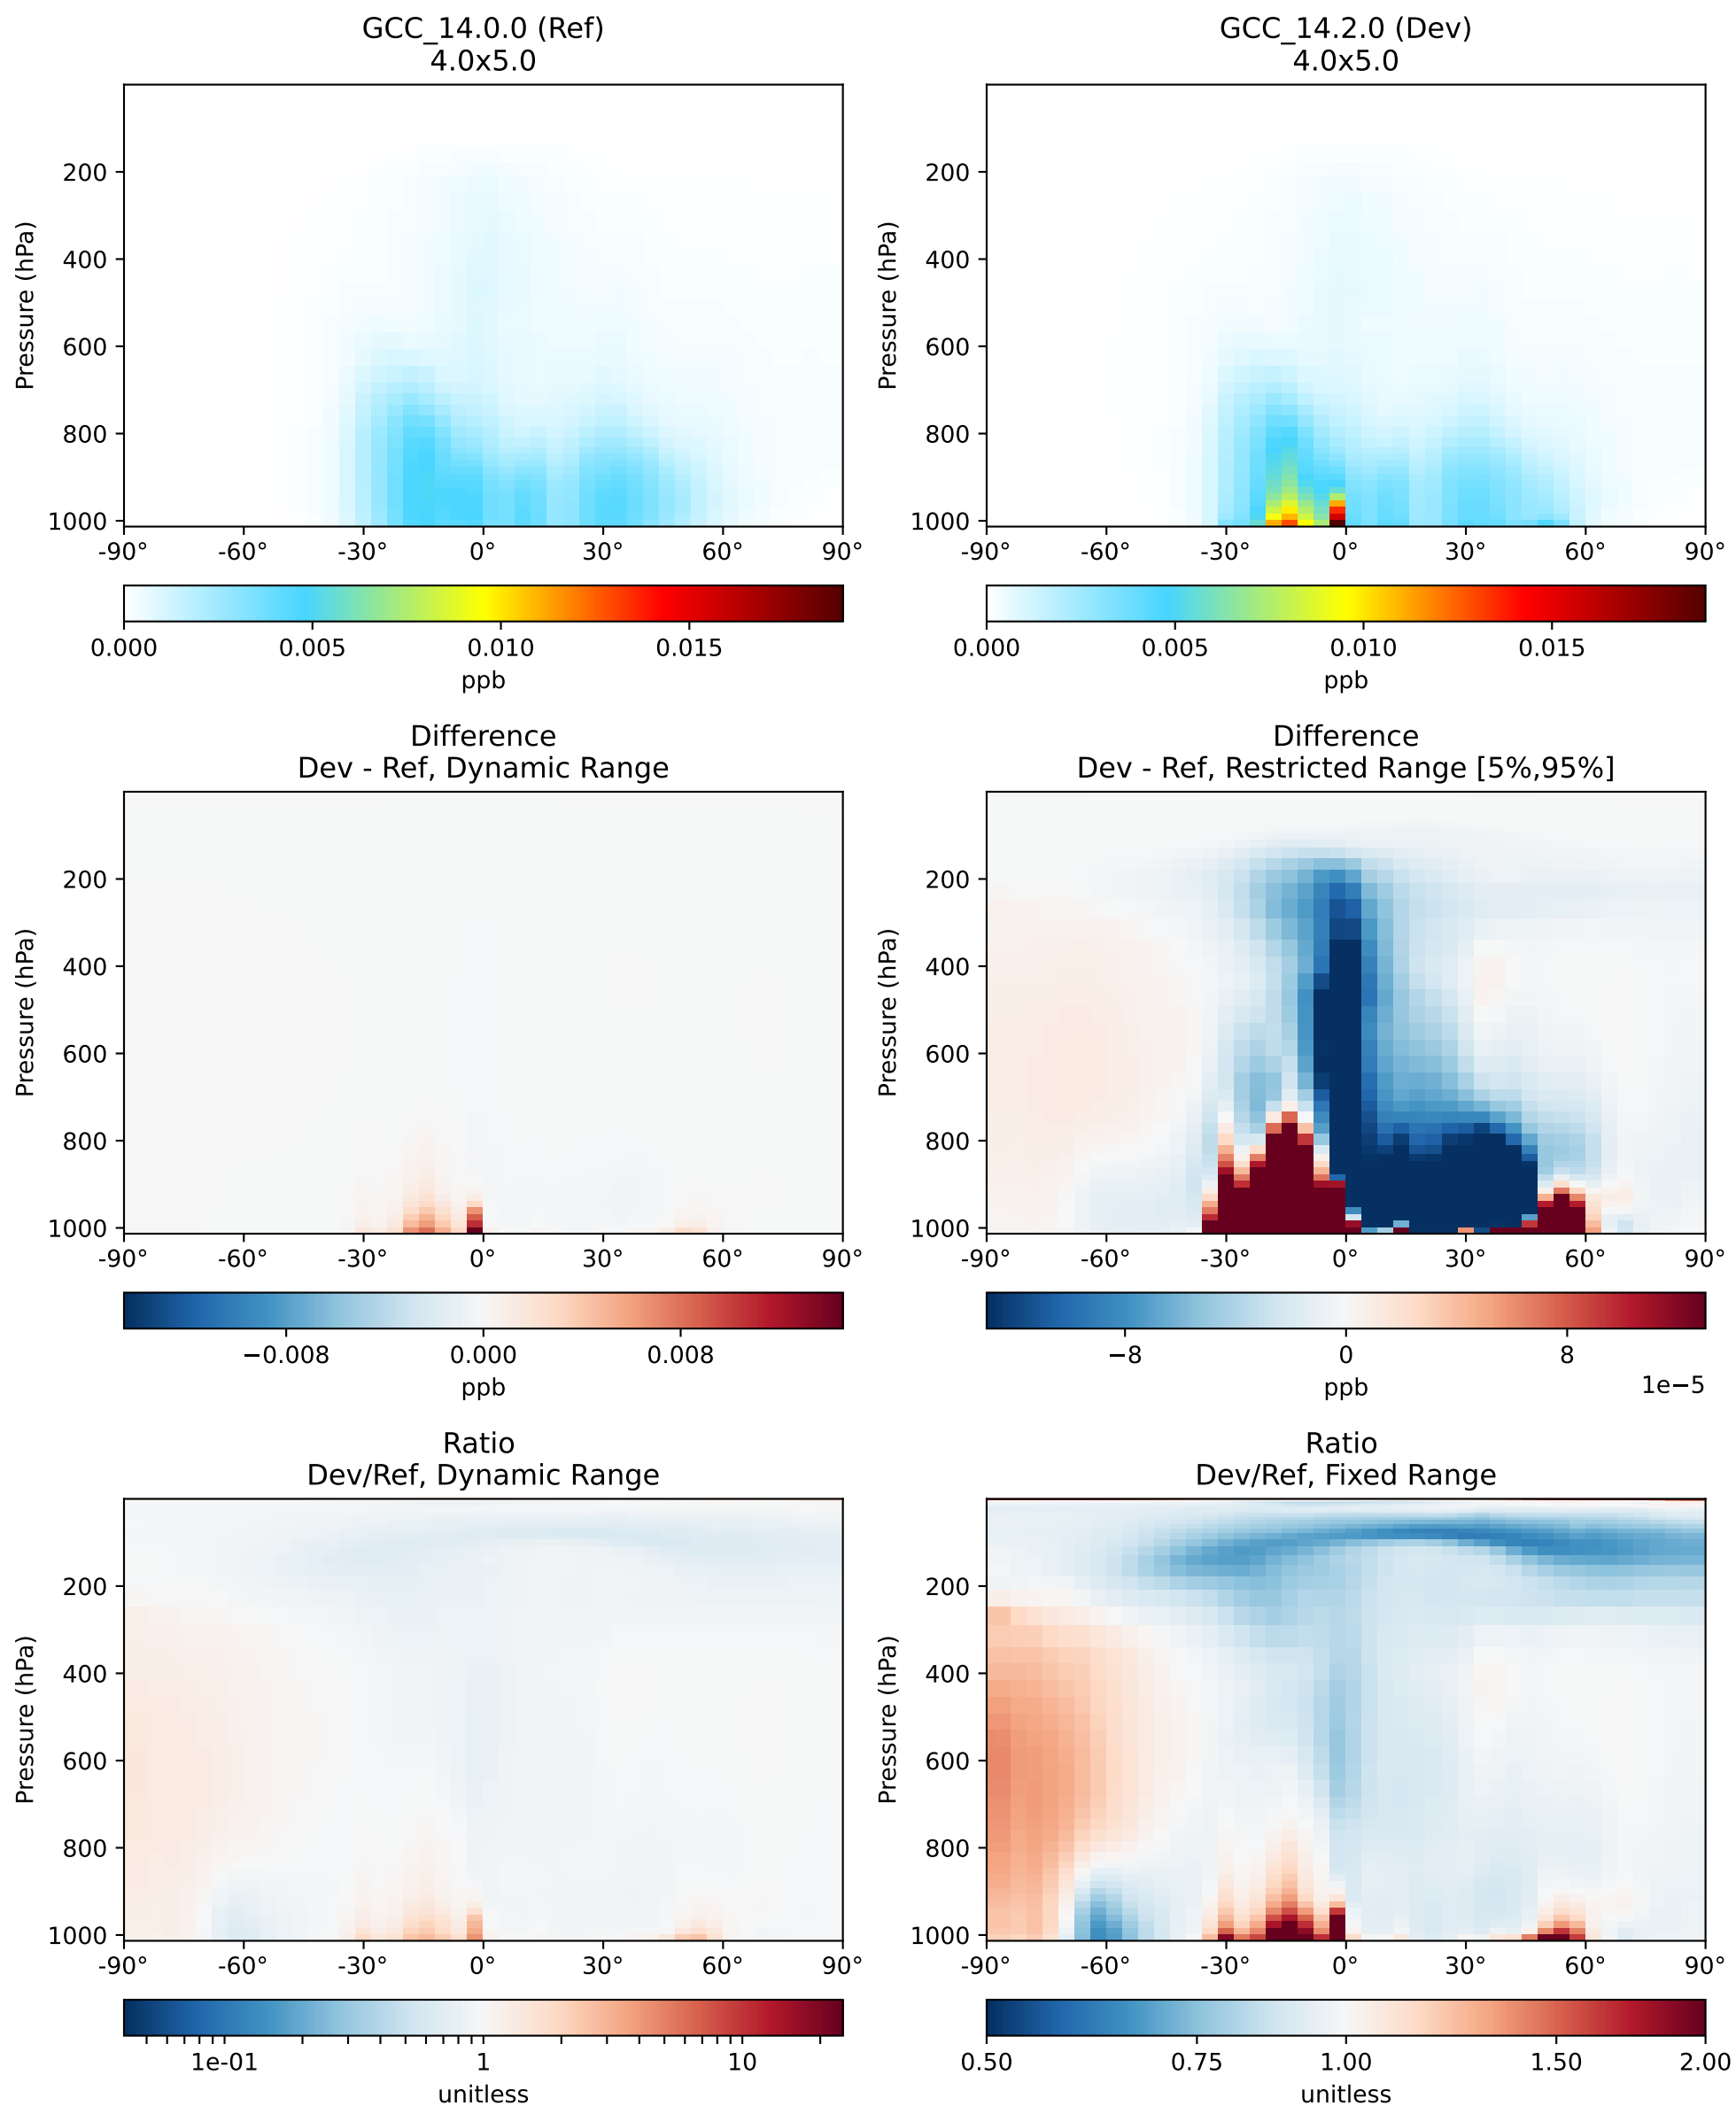 GCC_14.0.0 (Ref)
4.0x5.0
Pressure (hPa)
200
400
600
800
1000
-90° -60° -30° 0° 30° 60° 90°
0.000 0.005 0.010 0.015
ppb
GCC_14.2.0 (Dev)
4.0x5.0
Pressure (hPa)
200
400
600
800
1000
-90° -60° -30° 0° 30° 60° 90°
0.000 0.005 0.010 0.015
ppb
Difference
Dev - Ref, Dynamic Range
Pressure (hPa)
200
400
600
800
1000
-90° -60° -30° 0° 30° 60° 90°
−0.008 0.000 0.008
ppb
Difference
Dev - Ref, Restricted Range [5%,95%]
Pressure (hPa)
200
400
600
800
1000
-90° -60° -30° 0° 30° 60° 90°
−8 0 8
ppb
1e−5
Ratio
Dev/Ref, Dynamic Range
Pressure (hPa)
200
400
600
800
1000
-90° -60° -30° 0° 30° 60° 90°
1e-01 1 10
unitless
Ratio
Dev/Ref, Fixed Range
Pressure (hPa)
200
400
600
800
1000
-90° -60° -30° 0° 30° 60° 90°
0.50 0.75 1.00 1.50 2.00
unitless